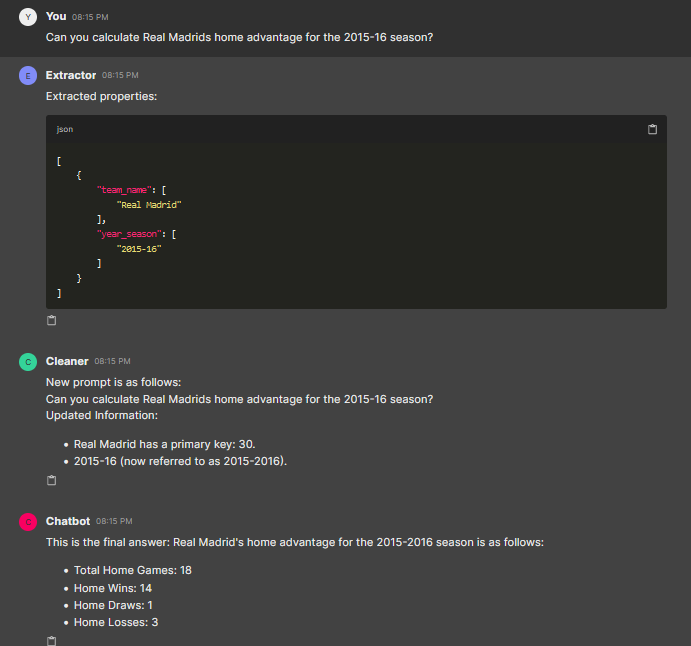 Y You 08:15 PM
Can you calculate Real Madrids home advantage for the 2015-16 season?
E Extractor 08:15 PM
Extracted properties:
json
[
{
"team_name": [
"Real Madrid"
],
"year_season": [
"2015-16"
]
}
]
C Cleaner 08:15 PM
New prompt is as follows:
Can you calculate Real Madrids home advantage for the 2015-16 season?
Updated Information:
• Real Madrid has a primary key: 30.
• 2015-16 (now referred to as 2015-2016).
C Chatbot 08:15 PM
This is the final answer: Real Madrid's home advantage for the 2015-2016 season is as follows:
• Total Home Games: 18
• Home Wins: 14
• Home Draws: 1
• Home Losses: 3